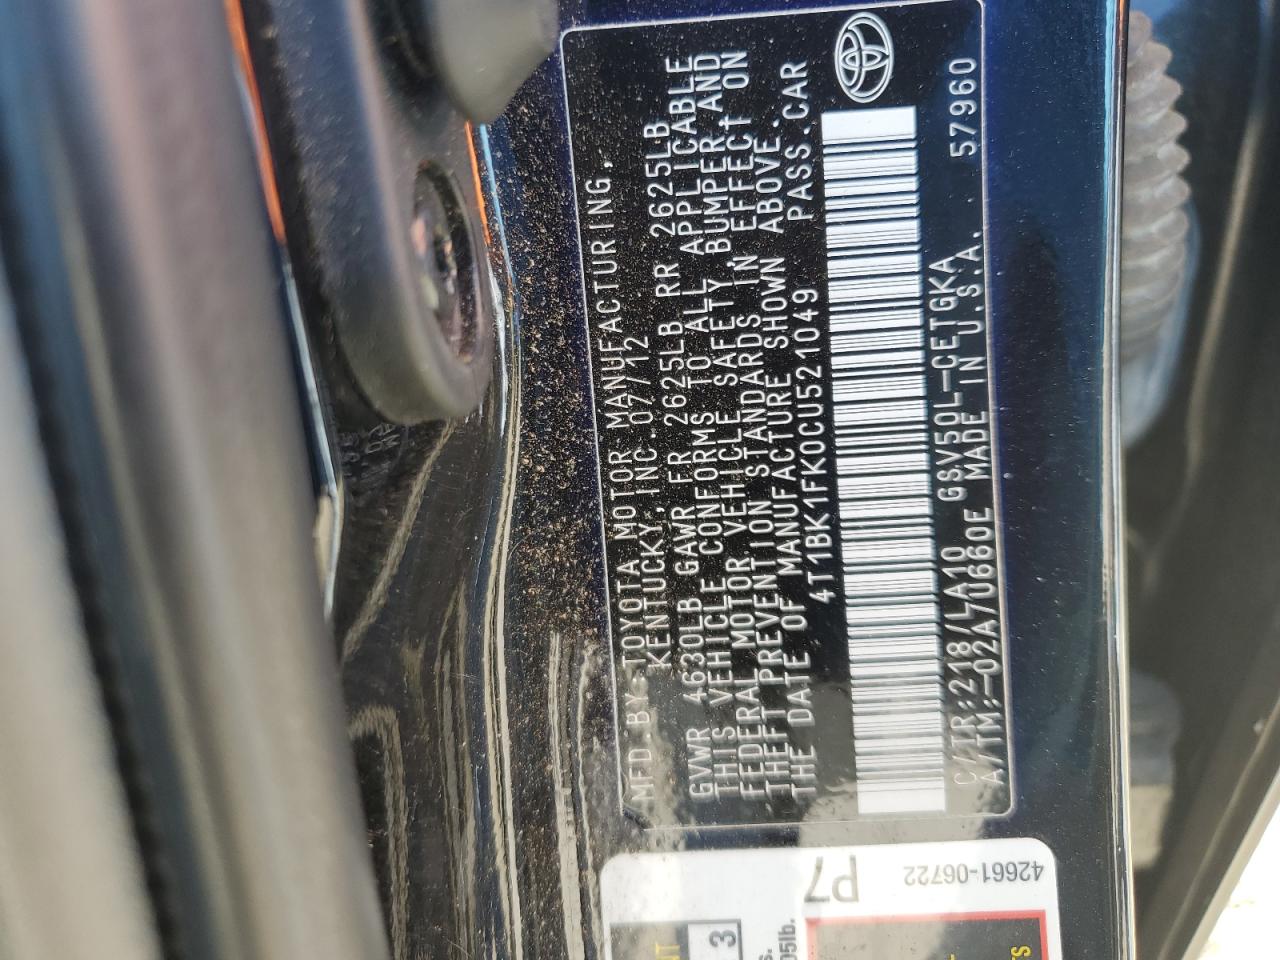 MFD.BY: TOYOTA MOTOR MANUFACTURING,
KENTUCKY,INC. 07/12
GVWR 4630LB GAWR FR 2625LB RR 2625LB
THIS VEHICLE CONFORMS TO ALL APPLICABLE
FEDERAL MOTOR VEHICLE SAFETY,BUMPER,AND
THEFT PREVENTION STANDARDS IN EFFECT ON
THE DATE OF MANUFACTURE SHOWN ABOVE.
4T1BK1FK0CU521049 PASS.CAR
C/TR:218/LA10 GSV50L-CETGKA 57960
A/TM:-02A/U660E MADE IN U.S.A.
42661-06722
P7
3
05lb.